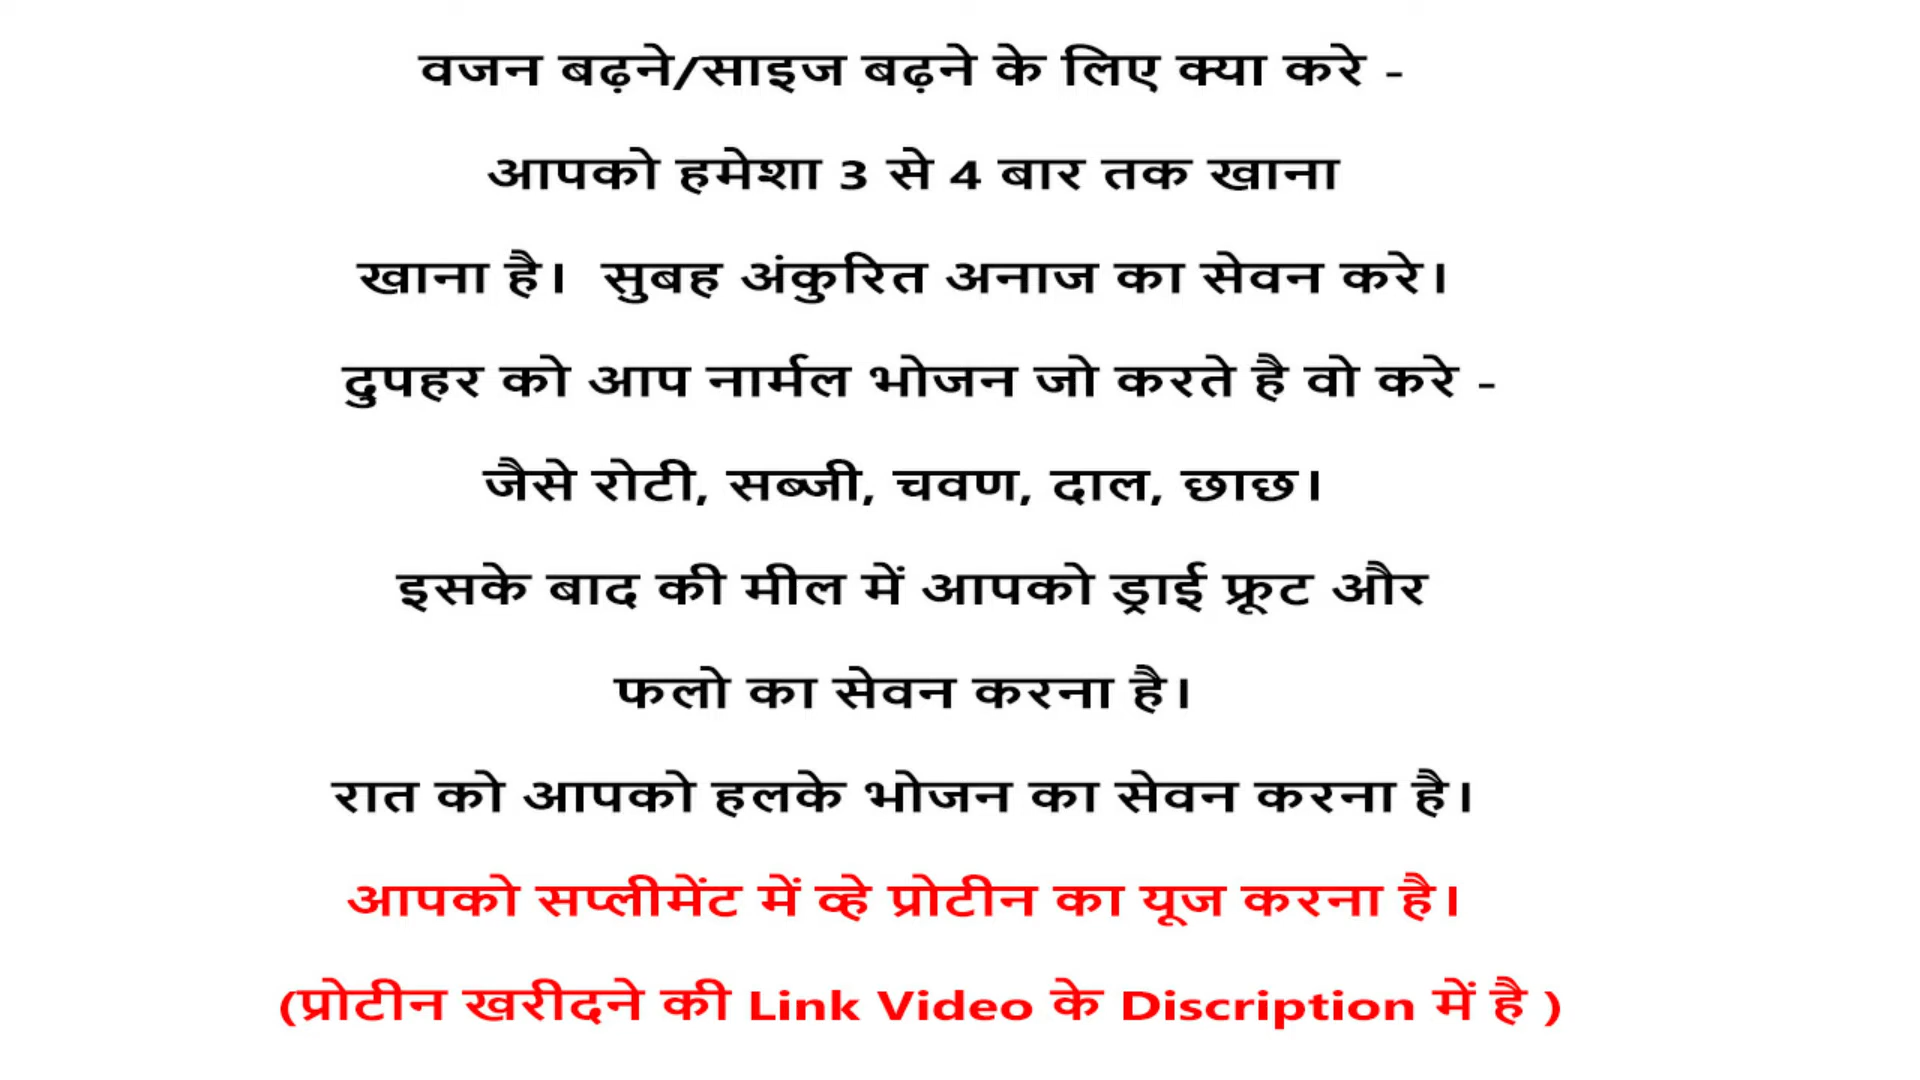 वजन बढ़ने/साइज बढ़ने के लिए क्या करे -
आपको हमेशा 3 से 4 बार तक खाना
खाना है। सुबह अंकुरित अनाज का सेवन करे।
दुपहर को आप नार्मल भोजन जो करते है वो करे -
जैसे रोटी, सब्जी, चवण, दाल, छाछ।
इसके बाद की मील में आपको ड्राई फ्रूट और
फलो का सेवन करना है।
रात को आपको हलके भोजन का सेवन करना है।
आपको सप्लीमेंट में व्हे प्रोटीन का यूज करना है।
(प्रोटीन खरीदने की Link Video के Discription में है )